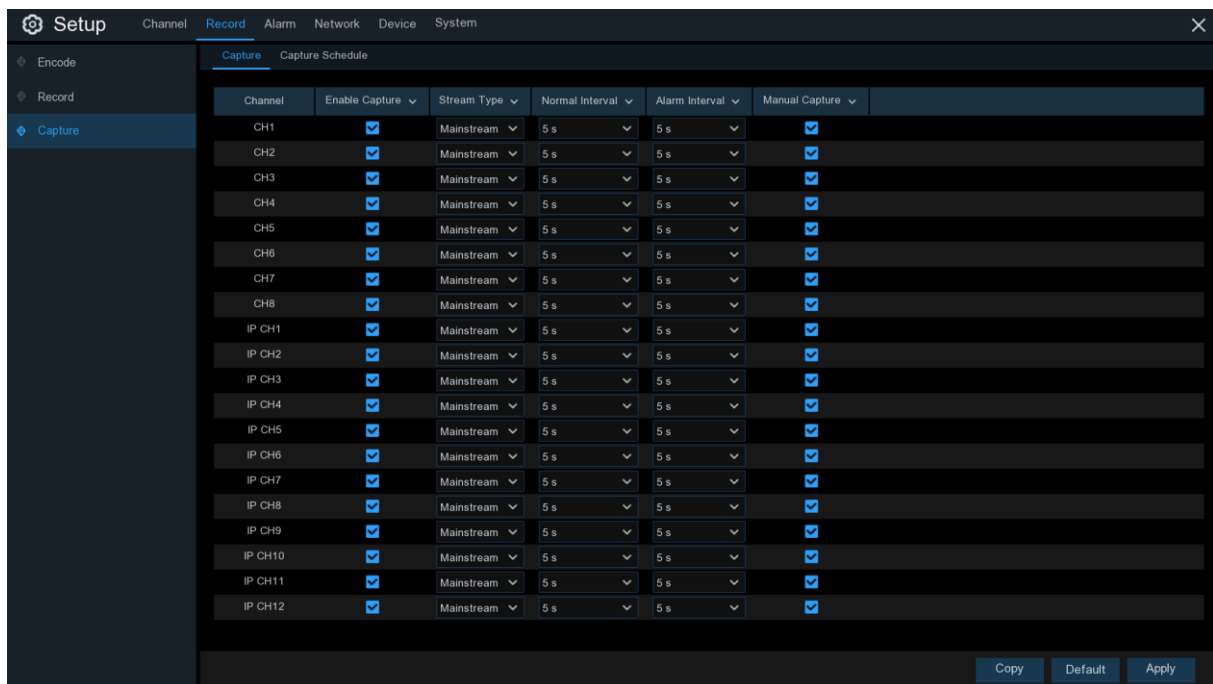 Setup Channel Record Alarm Network Device System
Encode
Record
Capture
Capture Capture Schedule
Channel Enable Capture Stream Type Normal Interval Alarm Interval Manual Capture
CH1 Mainstream 5 s 5 s
CH2 Mainstream 5 s 5 s
CH3 Mainstream 5 s 5 s
CH4 Mainstream 5 s 5 s
CH5 Mainstream 5 s 5 s
CH6 Mainstream 5 s 5 s
CH7 Mainstream 5 s 5 s
CH8 Mainstream 5 s 5 s
IP CH1 Mainstream 5 s 5 s
IP CH2 Mainstream 5 s 5 s
IP CH3 Mainstream 5 s 5 s
IP CH4 Mainstream 5 s 5 s
IP CH5 Mainstream 5 s 5 s
IP CH6 Mainstream 5 s 5 s
IP CH7 Mainstream 5 s 5 s
IP CH8 Mainstream 5 s 5 s
IP CH9 Mainstream 5 s 5 s
IP CH10 Mainstream 5 s 5 s
IP CH11 Mainstream 5 s 5 s
IP CH12 Mainstream 5 s 5 s
Copy Default Apply